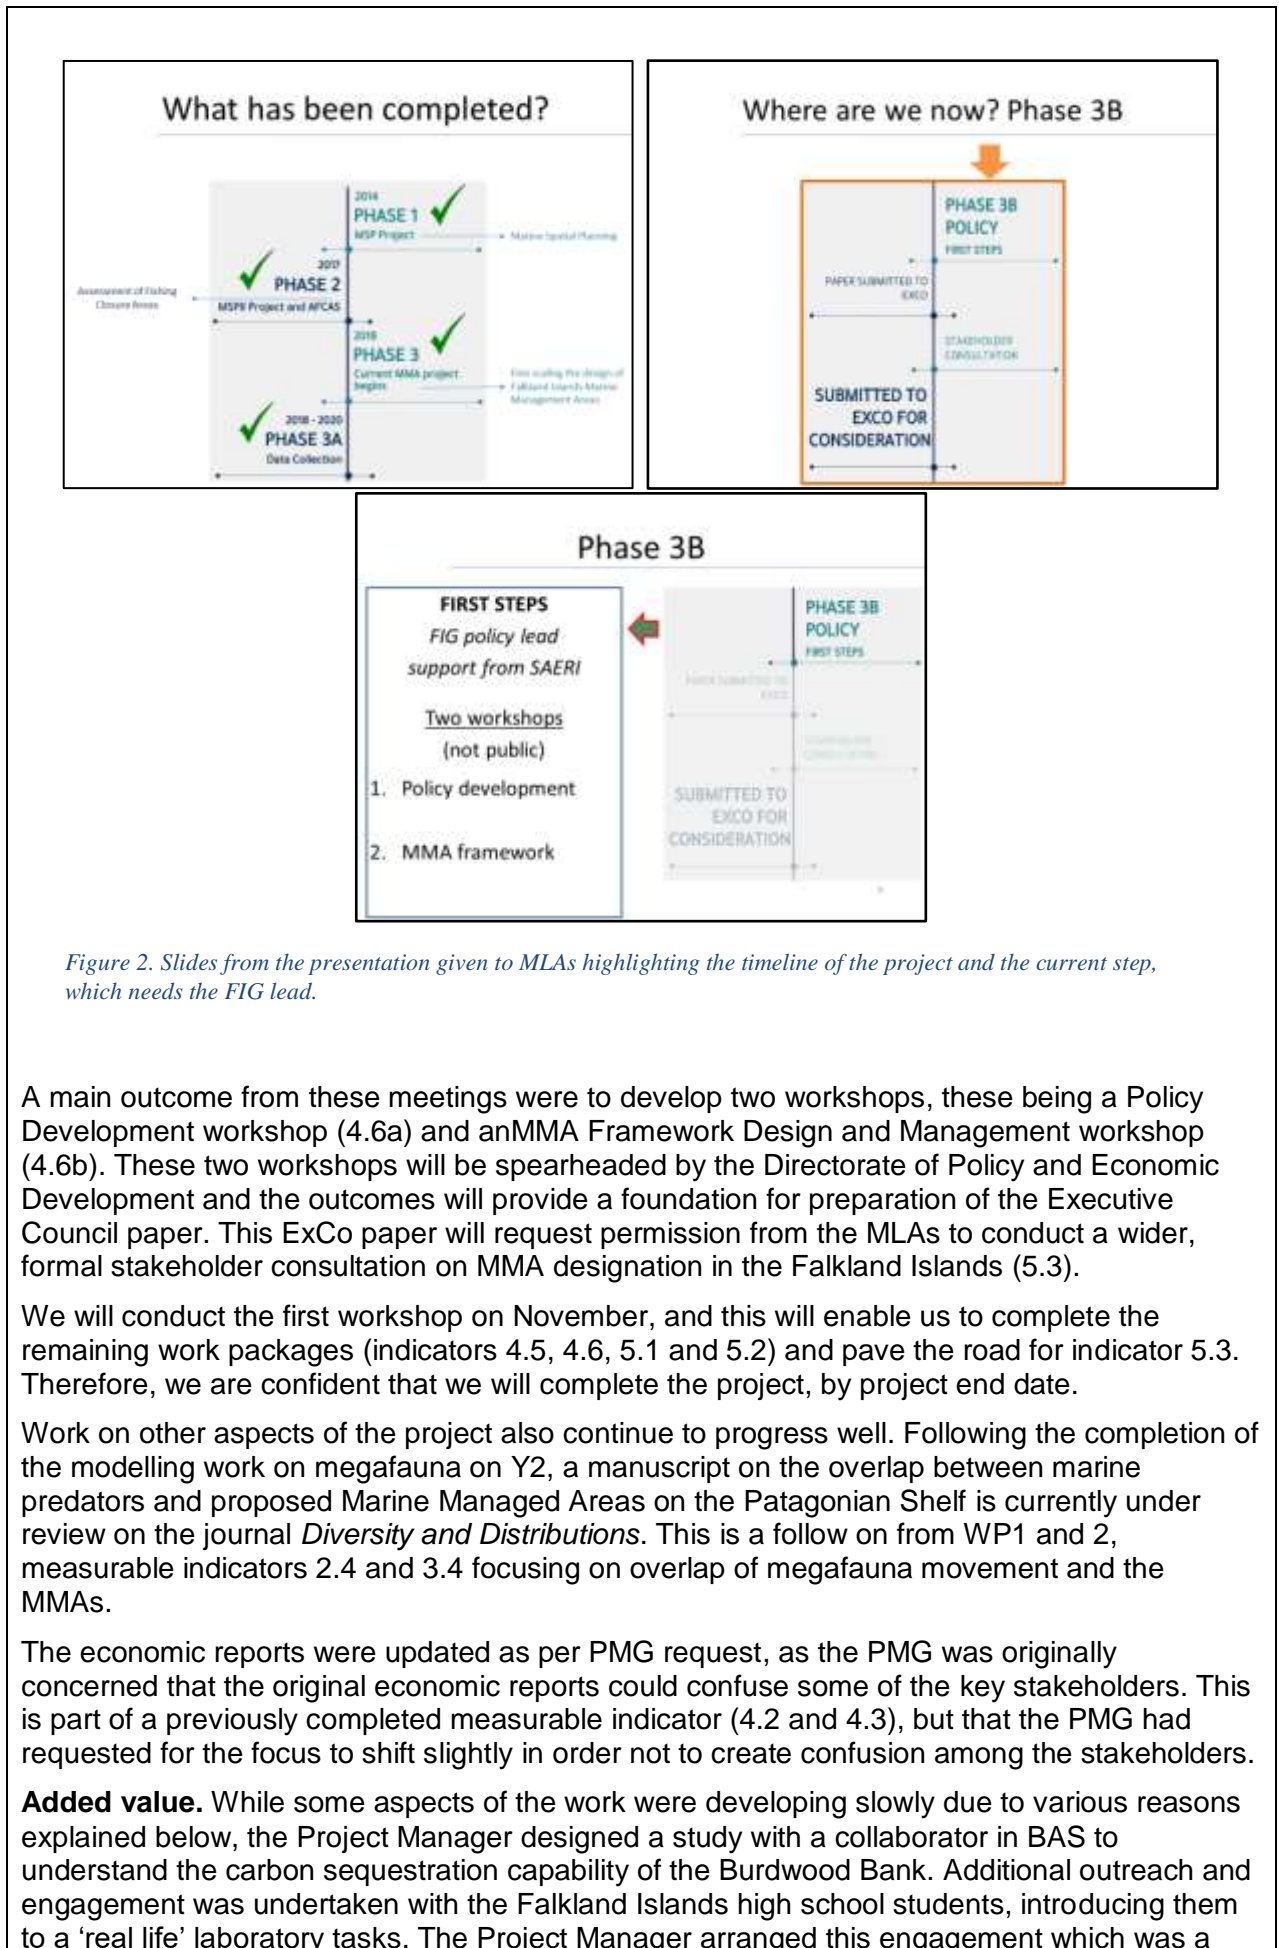 What has been completed?
2014
PHASE 1
MSP Project
Marine Spatial Planning
2017
PHASE 2
MSPII Project and AFCAS
Assessment of Fishing
Closure Areas
2018
PHASE 3
Current MMA project
begins
Fine scaling the design of
Falkland Islands Marine
Management Areas
2018 - 2020
PHASE 3A
Data Collection
Where are we now? Phase 3B
PHASE 3B
POLICY
FIRST STEPS
PAPER SUBMITTED TO
EXCO
STAKEHOLDER
CONSULTATION
SUBMITTED TO
EXCO FOR
CONSIDERATION
Phase 3B
FIRST STEPS
FIG policy lead
support from SAERI
Two workshops
(not public)
1. Policy development
2. MMA framework
PHASE 3B
POLICY
FIRST STEPS
PAPER SUBMITTED TO
EXCO
STAKEHOLDER
CONSULTATION
SUBMITTED TO
EXCO FOR
CONSIDERATION
Figure 2. Slides from the presentation given to MLAs highlighting the timeline of the project and the current step,
which needs the FIG lead.
A main outcome from these meetings were to develop two workshops, these being a Policy
Development workshop (4.6a) and anMMA Framework Design and Management workshop
(4.6b). These two workshops will be spearheaded by the Directorate of Policy and Economic
Development and the outcomes will provide a foundation for preparation of the Executive
Council paper. This ExCo paper will request permission from the MLAs to conduct a wider,
formal stakeholder consultation on MMA designation in the Falkland Islands (5.3).
We will conduct the first workshop on November, and this will enable us to complete the
remaining work packages (indicators 4.5, 4.6, 5.1 and 5.2) and pave the road for indicator 5.3.
Therefore, we are confident that we will complete the project, by project end date.
Work on other aspects of the project also continue to progress well. Following the completion of
the modelling work on megafauna on Y2, a manuscript on the overlap between marine
predators and proposed Marine Managed Areas on the Patagonian Shelf is currently under
review on the journal Diversity and Distributions. This is a follow on from WP1 and 2,
measurable indicators 2.4 and 3.4 focusing on overlap of megafauna movement and the
MMAs.
The economic reports were updated as per PMG request, as the PMG was originally
concerned that the original economic reports could confuse some of the key stakeholders. This
is part of a previously completed measurable indicator (4.2 and 4.3), but that the PMG had
requested for the focus to shift slightly in order not to create confusion among the stakeholders.
Added value. While some aspects of the work were developing slowly due to various reasons
explained below, the Project Manager designed a study with a collaborator in BAS to
understand the carbon sequestration capability of the Burdwood Bank. Additional outreach and
engagement was undertaken with the Falkland Islands high school students, introducing them
to a ‘real life’ laboratory tasks. The Project Manager arranged this engagement which was a